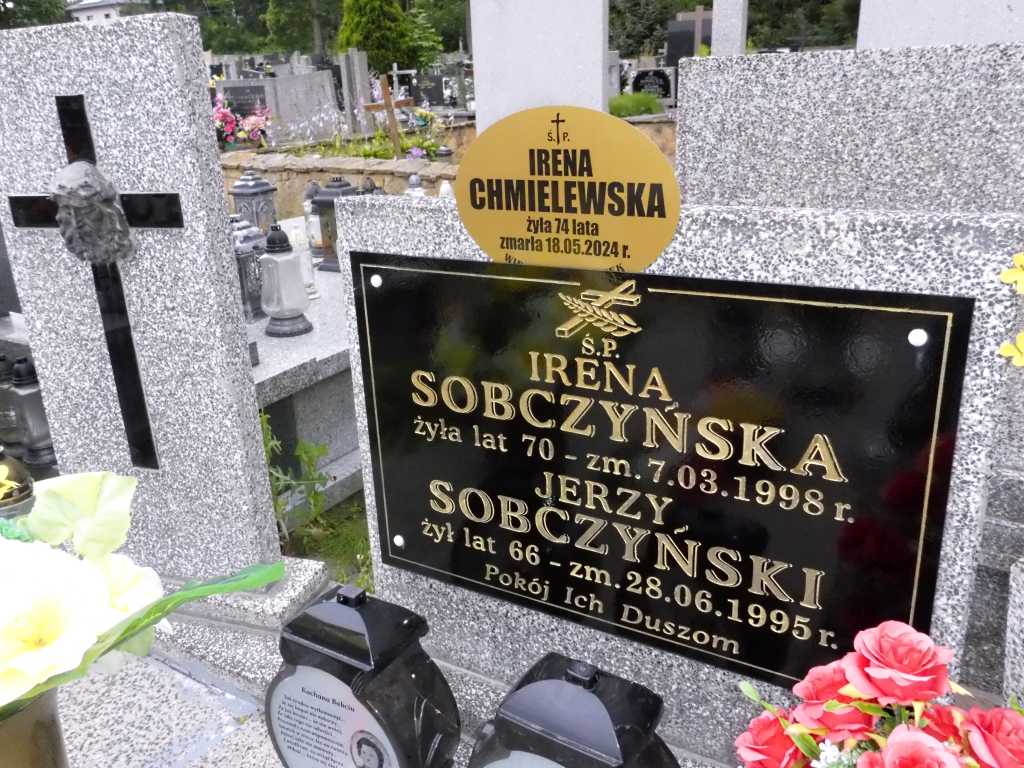 Ś.P.
IRENA
CHMIELEWSKA
żyła 74 lata
zmarła 18.05.2024 r.
Ś.P.
IRENA
SOBCZYŃSKA
żyła lat 70 – zm. 7.03.1998 r.
JERZY
SOBCZYŃSKI
żył lat 66 – zm. 28.06.1995 r.
Pokój Ich Duszom
Kochana Babciu